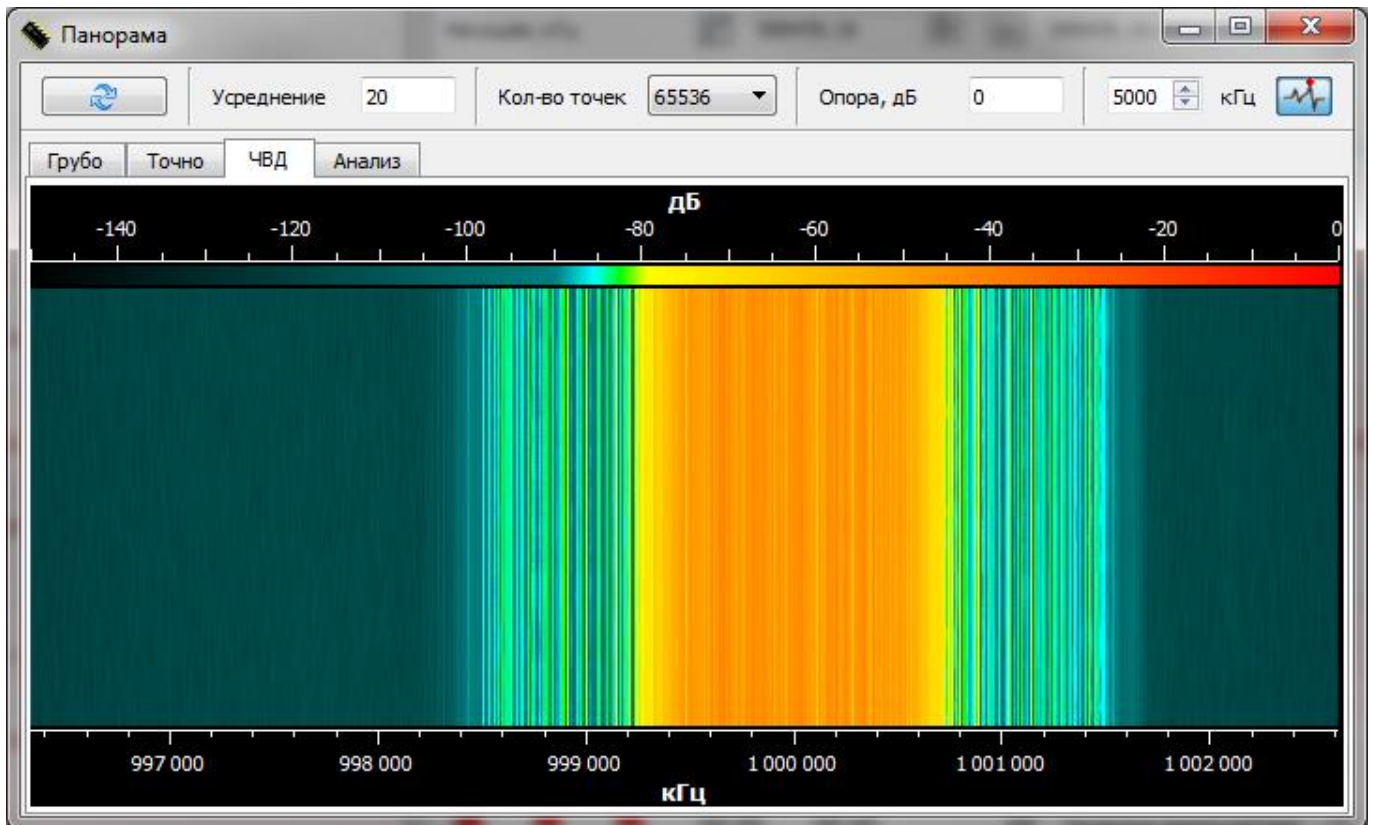 Панорама
Усреднение 20 Кол-во точек 65536 Опора, дБ 0 5000 кГц
Грубо Точно ЧВД Анализ
дБ
-140 -120 -100 -80 -60 -40 -20 0
997 000 998 000 999 000 1 000 000 1 001 000 1 002 000
кГц